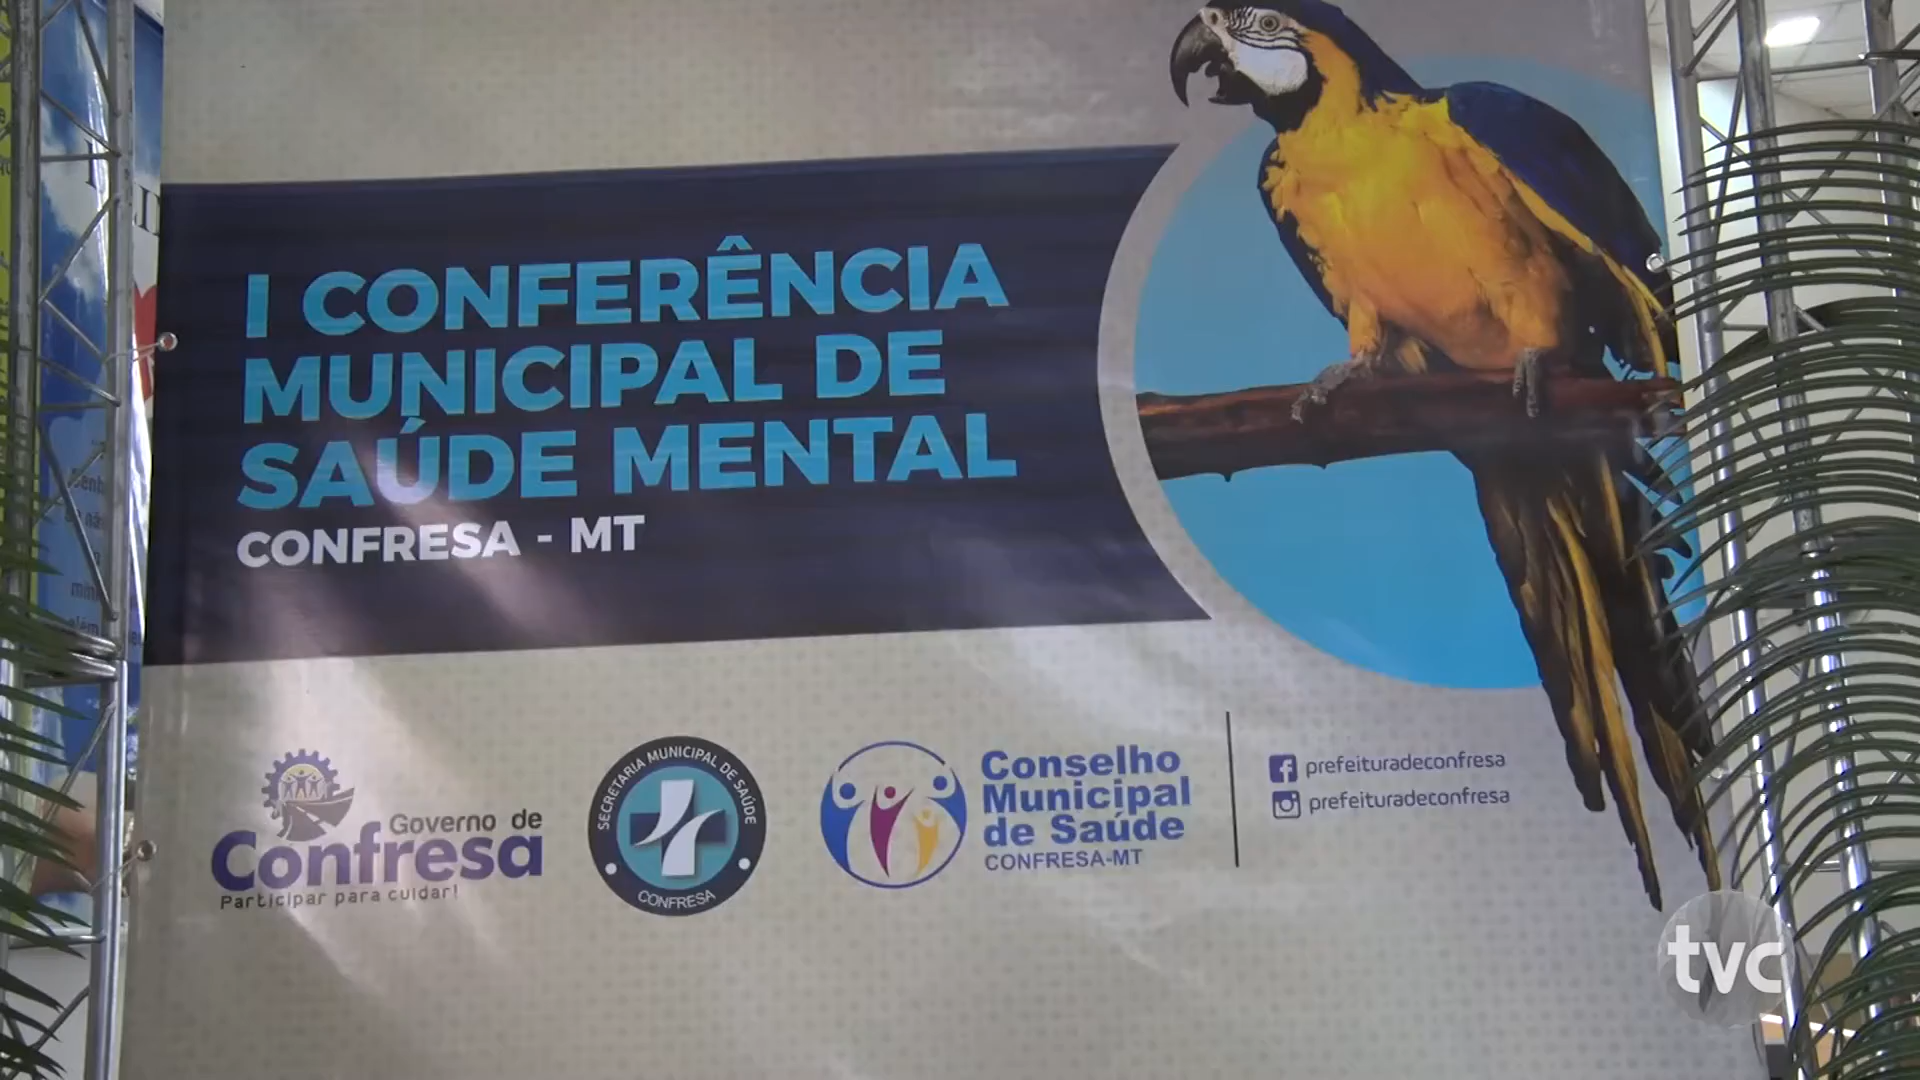 I CONFERÊNCIA
MUNICIPAL DE
SAÚDE MENTAL
CONFRESA - MT
Governo de
Confresa
Participar para cuidar!
SECRETARIA MUNICIPAL DE SAÚDE
CONFRESA
Conselho
Municipal
de Saúde
CONFRESA-MT
prefeituradeconfresa
prefeituradeconfresa
tvc